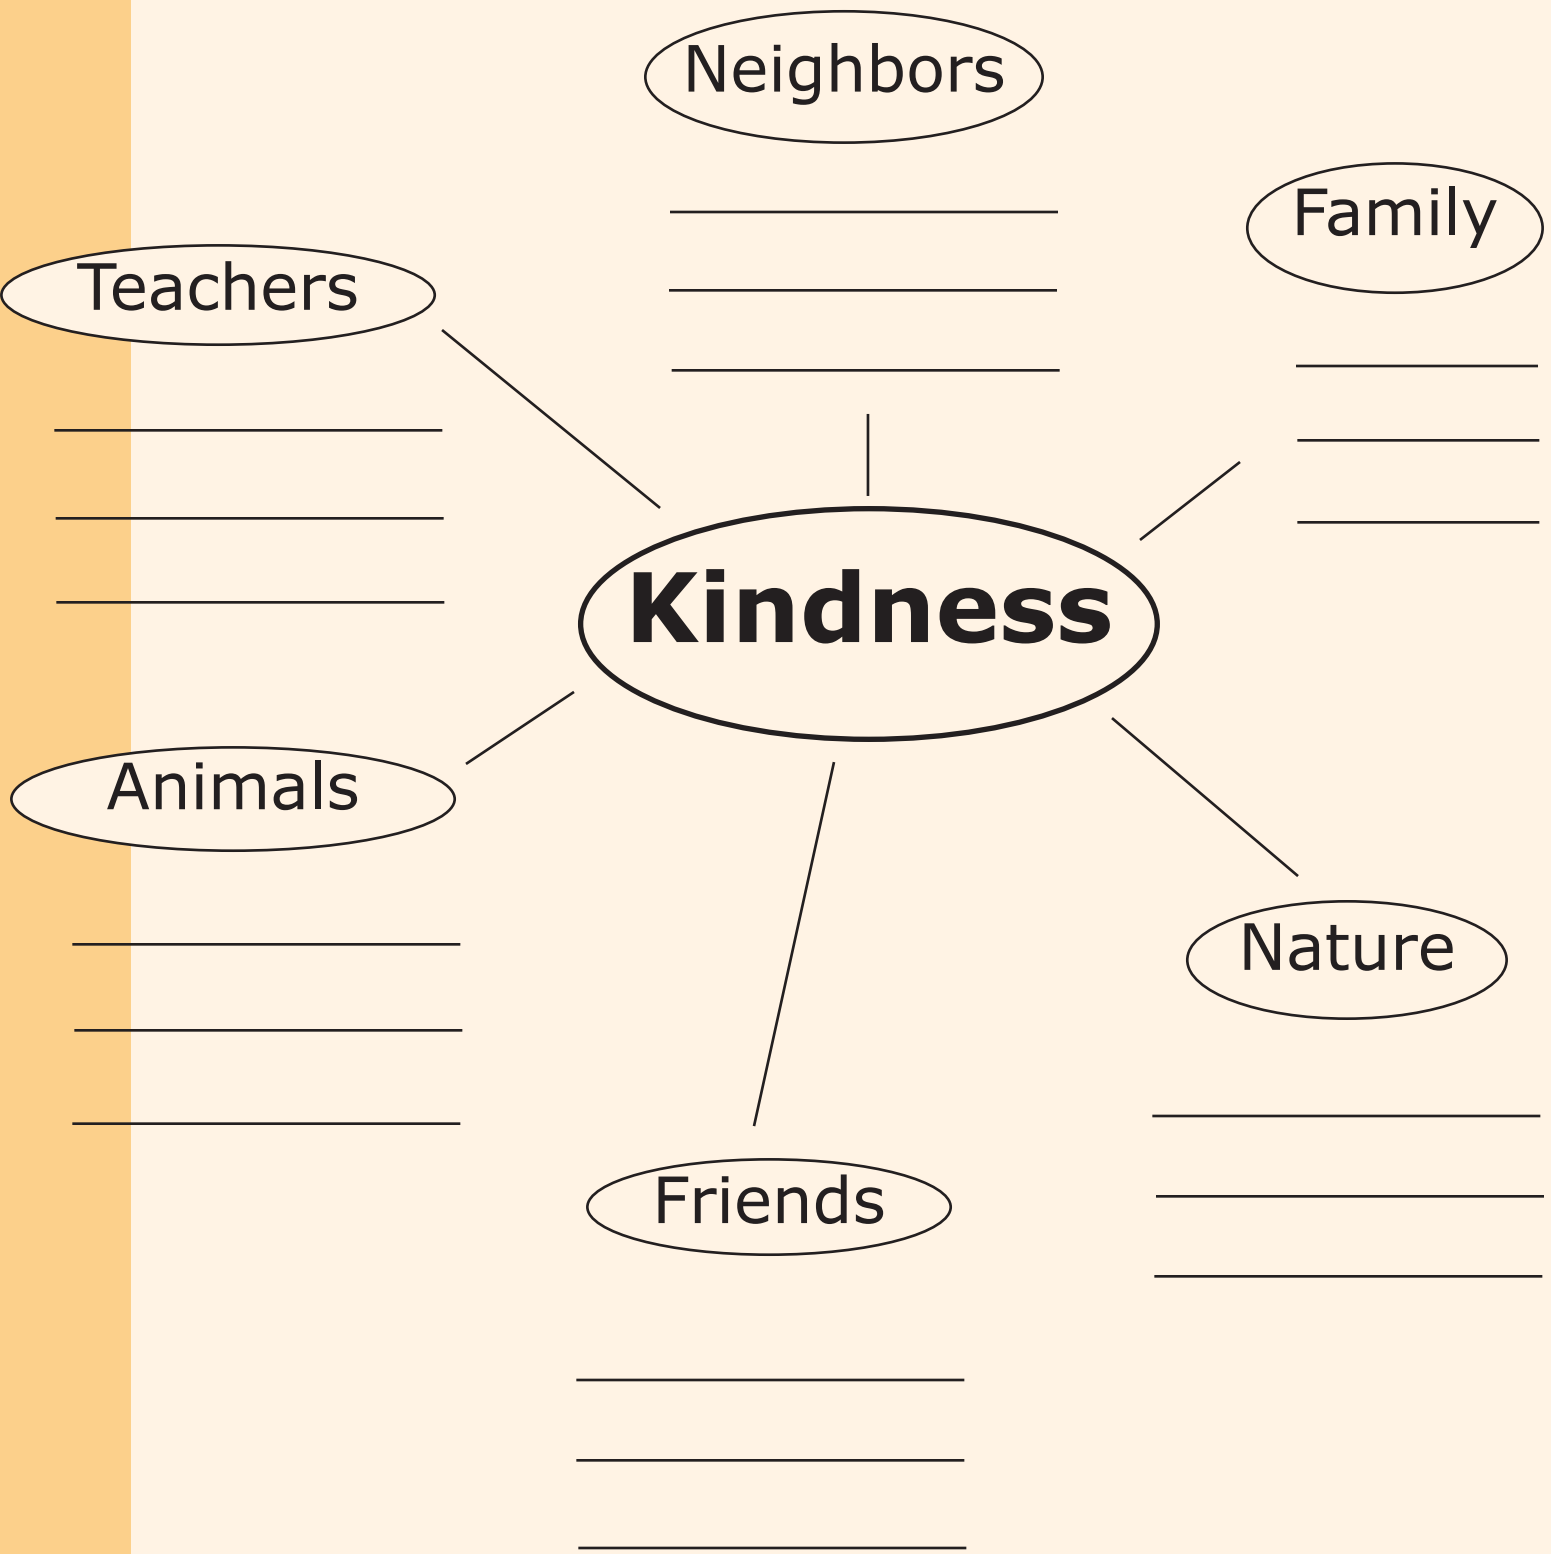 Neighbors
Family
Teachers
Kindness
Animals
Nature
Friends